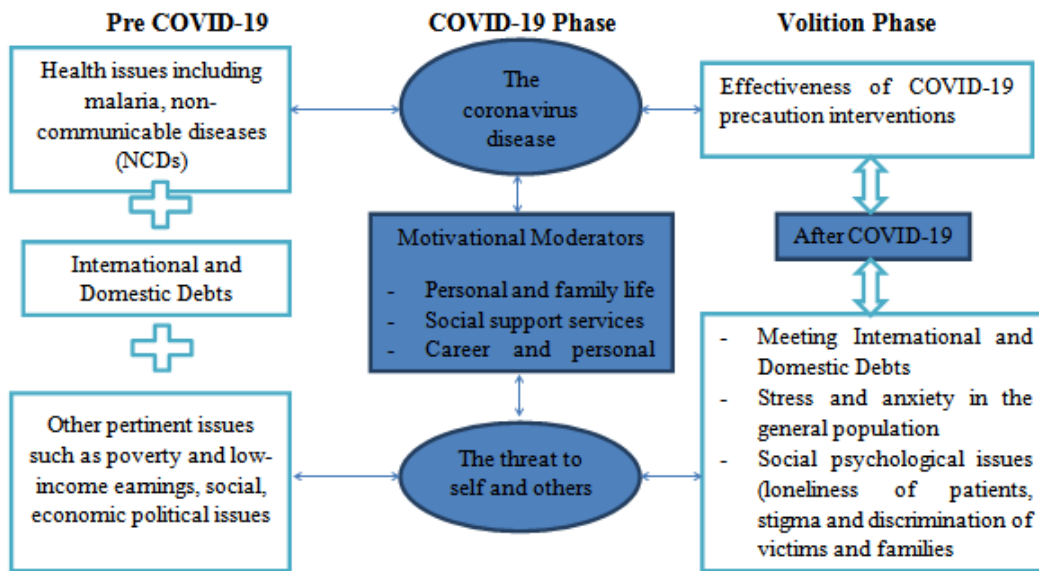 Pre COVID-19
Health issues including
malaria, non-
communicable diseases
(NCDs)
International and
Domestic Debts
Other pertinent issues
such as poverty and low-
income earnings, social,
economic political issues
COVID-19 Phase
The
coronavirus
disease
Motivational Moderators
- Personal and family life
- Social support services
- Career and personal
The threat to
self and others
Volition Phase
Effectiveness of COVID-19
precaution interventions
After COVID-19
- Meeting International and
Domestic Debts
- Stress and anxiety in the
general population
- Social psychological issues
(loneliness of patients,
stigma and discrimination of
victims and families